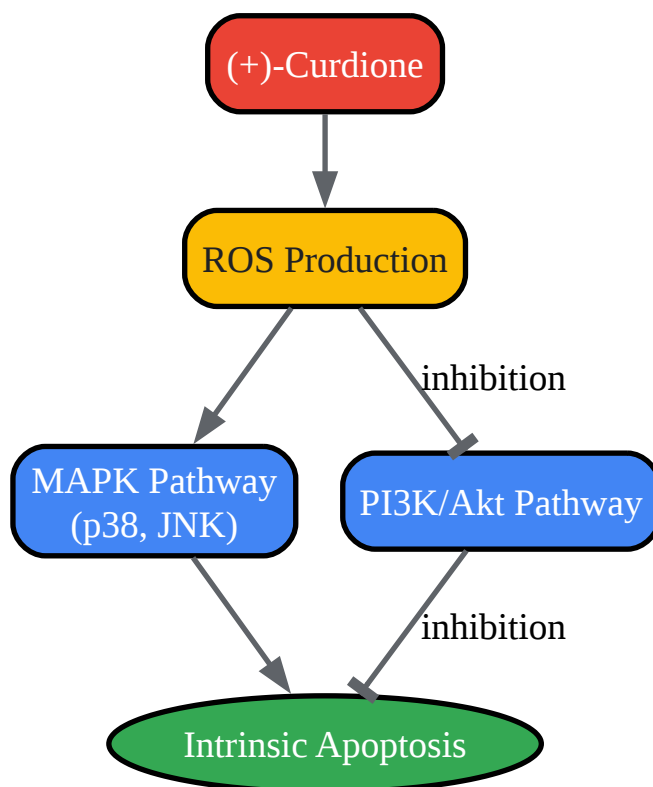 (+)-Curdione
ROS Production
inhibition
MAPK Pathway
(p38, JNK)
PI3K/Akt Pathway
inhibition
Intrinsic Apoptosis